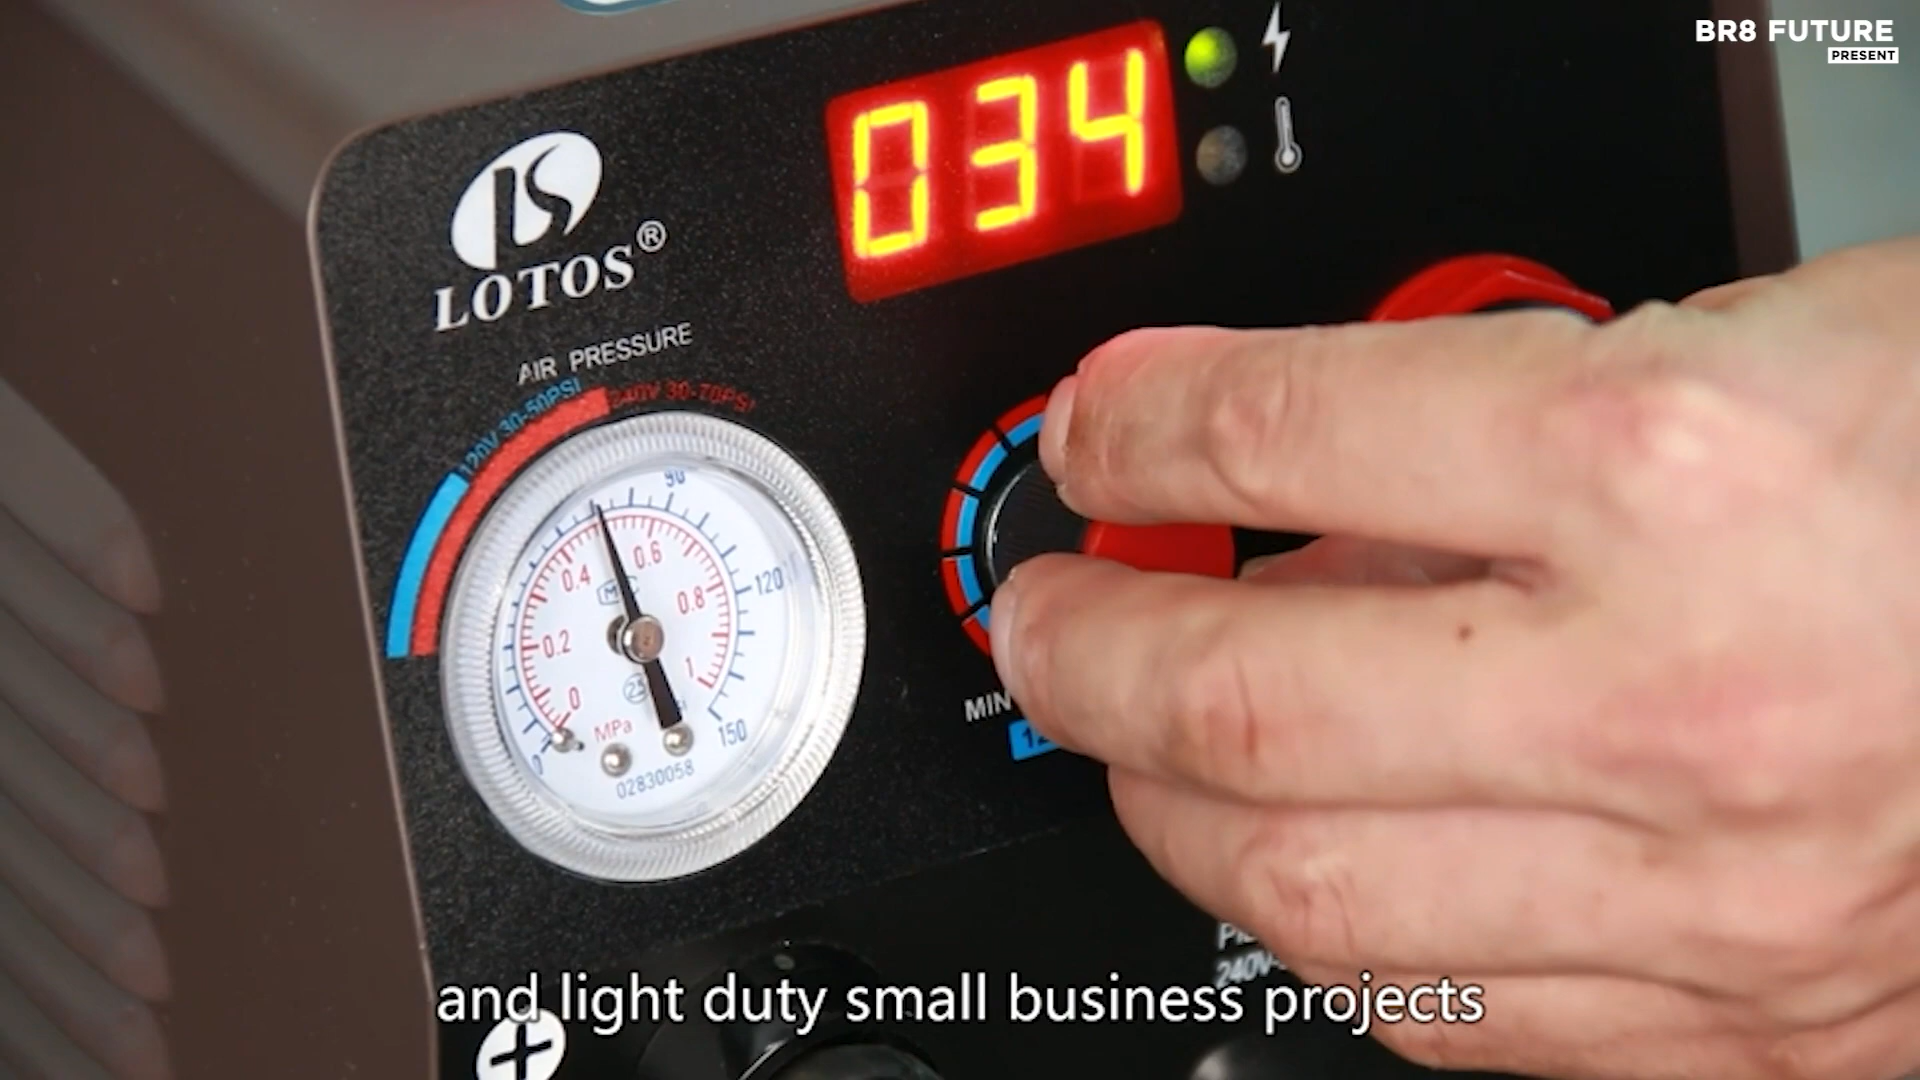 BR8 FUTURE
PRESENT
034
LOTOS®
AIR PRESSURE
120V 30-50PSI
240V 30-70PSI
90
120
150
0
0
0.2
0.4
0.6
0.8
1
MPa
02830058
MIN
240V
and light duty small business projects